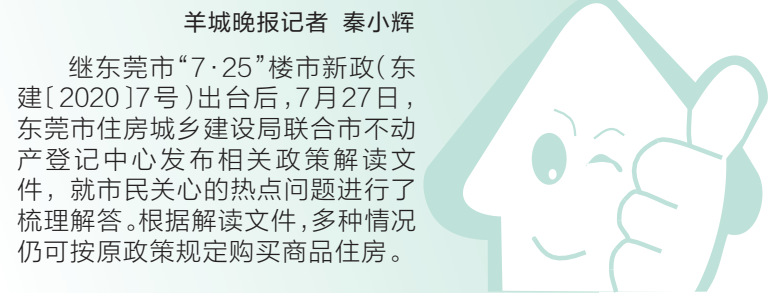 羊城晚报记者 秦小辉
继东莞市“7·25”楼市新政(东
建〔2020〕7号)出台后,7月27日,
东莞市住房城乡建设局联合市不动
产登记中心发布相关政策解读文
件，就市民关心的热点问题进行了
梳理解答。根据解读文件,多种情况
仍可按原政策规定购买商品住房。